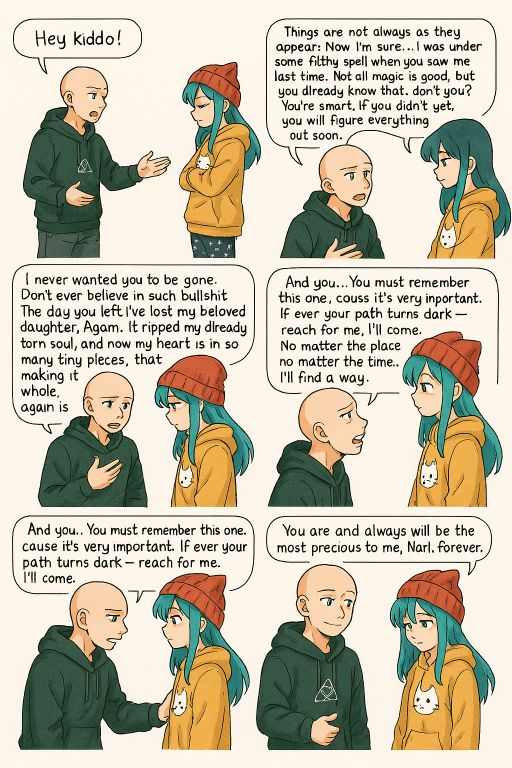 Hey kiddo!
Things are not always as they
appear: Now I'm sure... I was under
some filthy spell when you saw me
last time. Not all magic is good, but
you dlready know that. don't you?
You're smart. If you didn't yet,
you will figure everything
out soon.
I never wanted you to be gone.
Don't ever believe in such bullshit
The day you left I've lost my beloved
daughter, Agam. It ripped my dlready
torn soul, and now my heart is in so
many tiny pleces, that
making it
whole,
again is
And you...You must remember
this one, couss it's very inportant.
If ever your path turns dark —
reach for me, I'll come.
No matter the place
no matter the time..
I'll find a way.
And you.. You must remember this one.
cause it's very important. If ever your
path turns dark — reach for me.
I'll come.
You are and always will be the
most precious to me, Narl. forever.